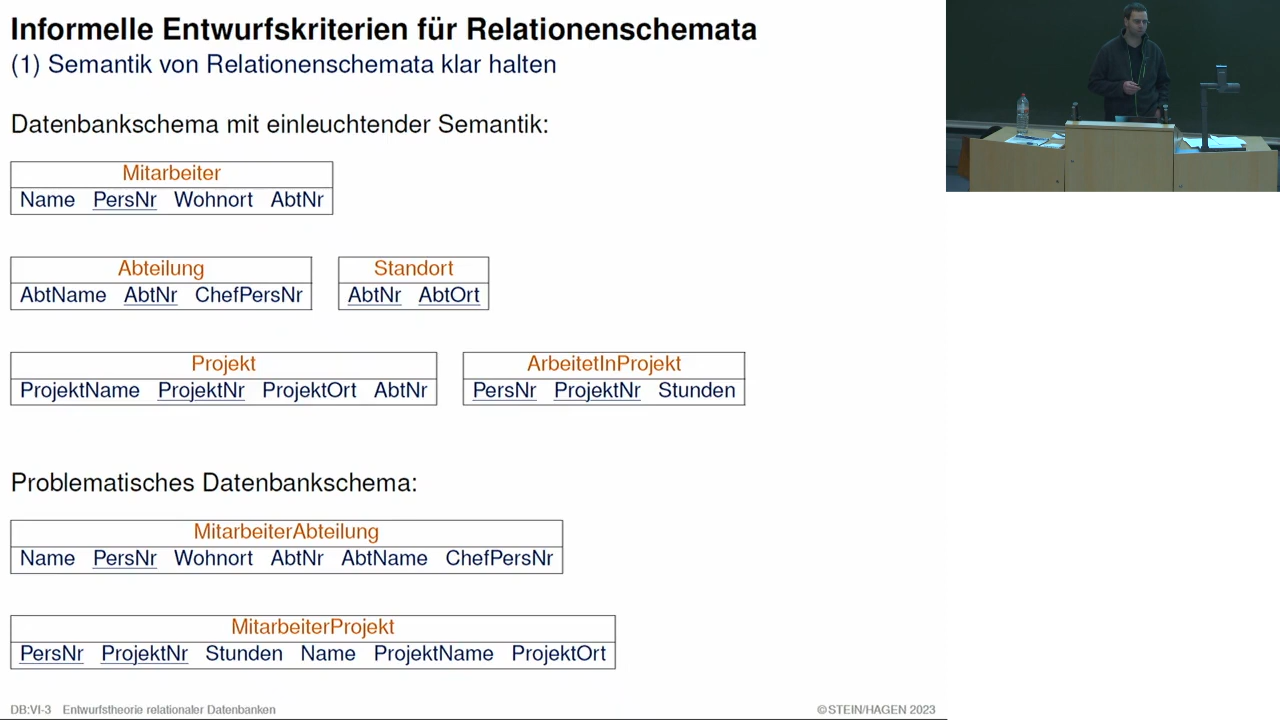 Informelle Entwurfskriterien für Relationenschemata
(1) Semantik von Relationenschemata klar halten
Datenbankschema mit einleuchtender Semantik:
Mitarbeiter
Name PersNr Wohnort AbtNr
Abteilung
AbtName AbtNr ChefPersNr
Standort
AbtNr AbtOrt
Projekt
ProjektName ProjektNr ProjektOrt AbtNr
ArbeitetInProjekt
PersNr ProjektNr Stunden
Problematisches Datenbankschema:
MitarbeiterAbteilung
Name PersNr Wohnort AbtNr AbtName ChefPersNr
MitarbeiterProjekt
PersNr ProjektNr Stunden Name ProjektName ProjektOrt
DB:VI-3 Entwurfstheorie relationaler Datenbanken
©STEIN/HAGEN 2023